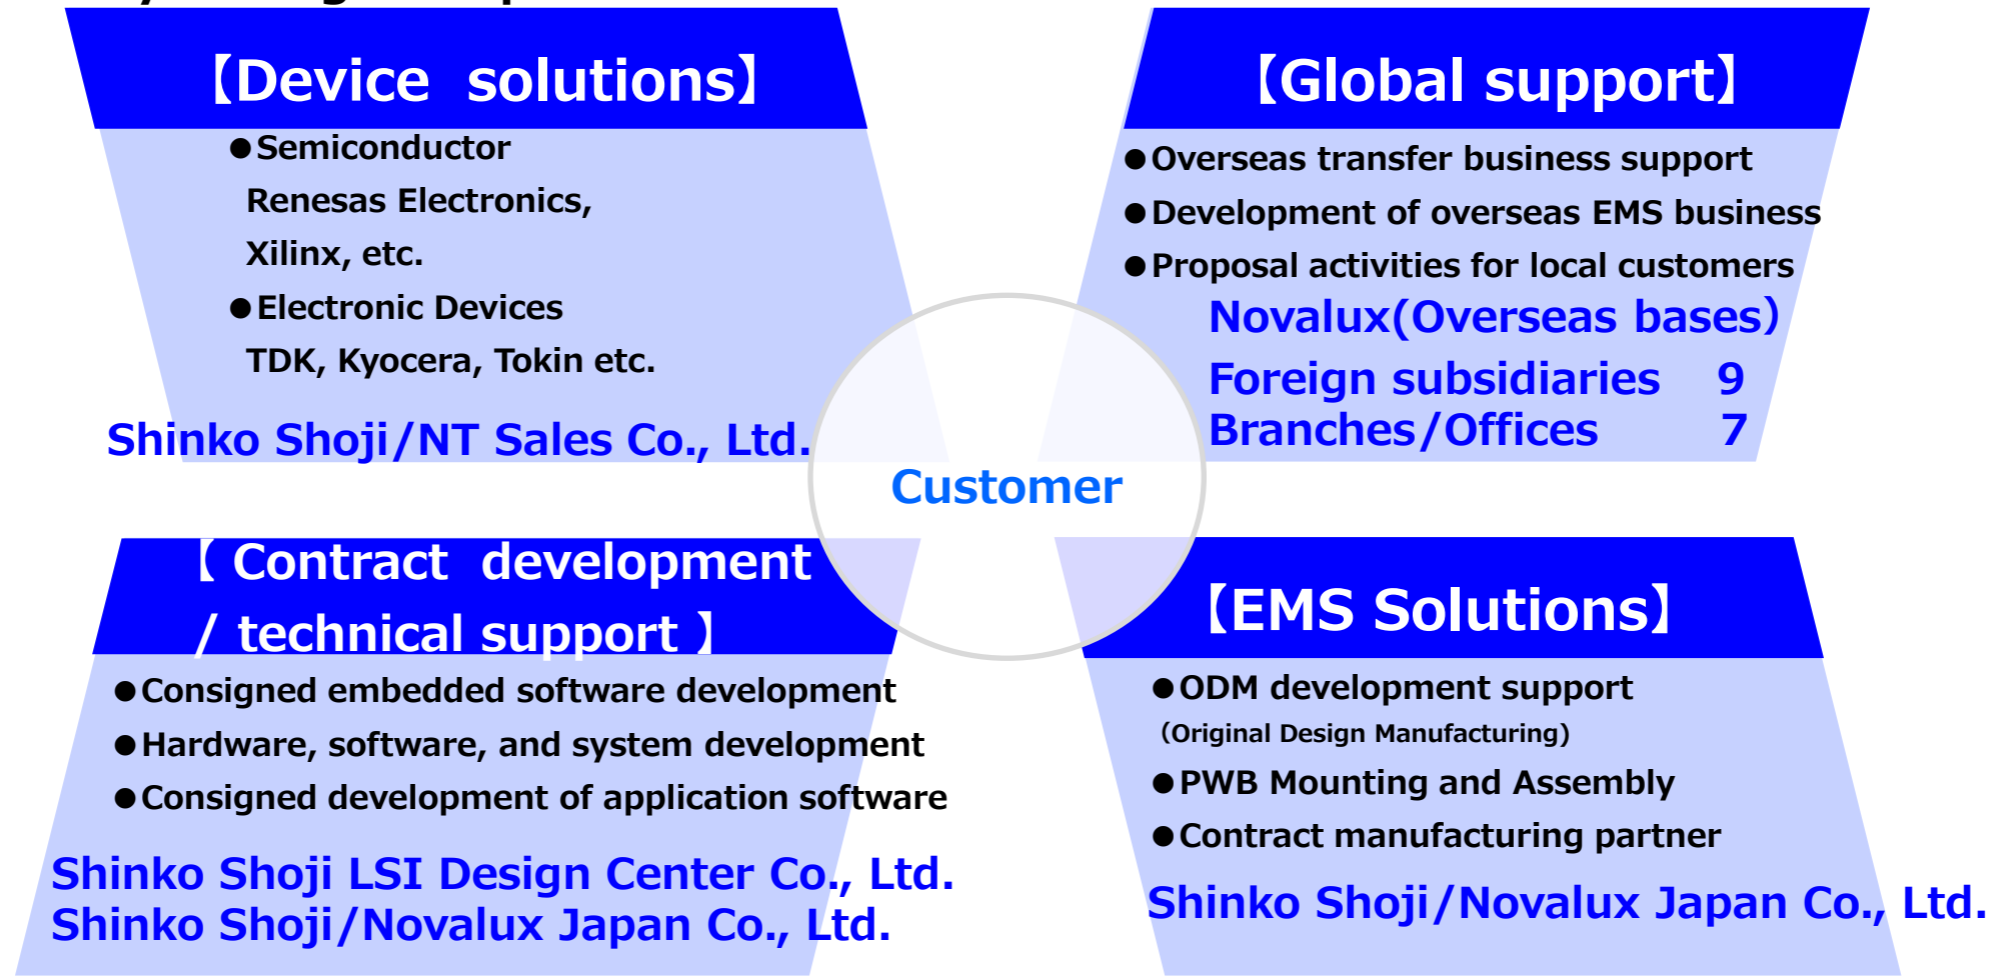 【Device solutions】
●Semiconductor
Renesas Electronics,
Xilinx, etc.
●Electronic Devices
TDK, Kyocera, Tokin etc.
Shinko Shoji/NT Sales Co., Ltd.
【Global support】
●Overseas transfer business support
●Development of overseas EMS business
●Proposal activities for local customers
Novalux(Overseas bases）
Foreign subsidiaries 9
Branches/Offices 7
Customer
【 Contract development
/ technical support 】
●Consigned embedded software development
●Hardware, software, and system development
●Consigned development of application software
Shinko Shoji LSI Design Center Co., Ltd.
Shinko Shoji/Novalux Japan Co., Ltd.
【EMS Solutions】
●ODM development support
（Original Design Manufacturing)
●PWB Mounting and Assembly
●Contract manufacturing partner
Shinko Shoji/Novalux Japan Co., Ltd.